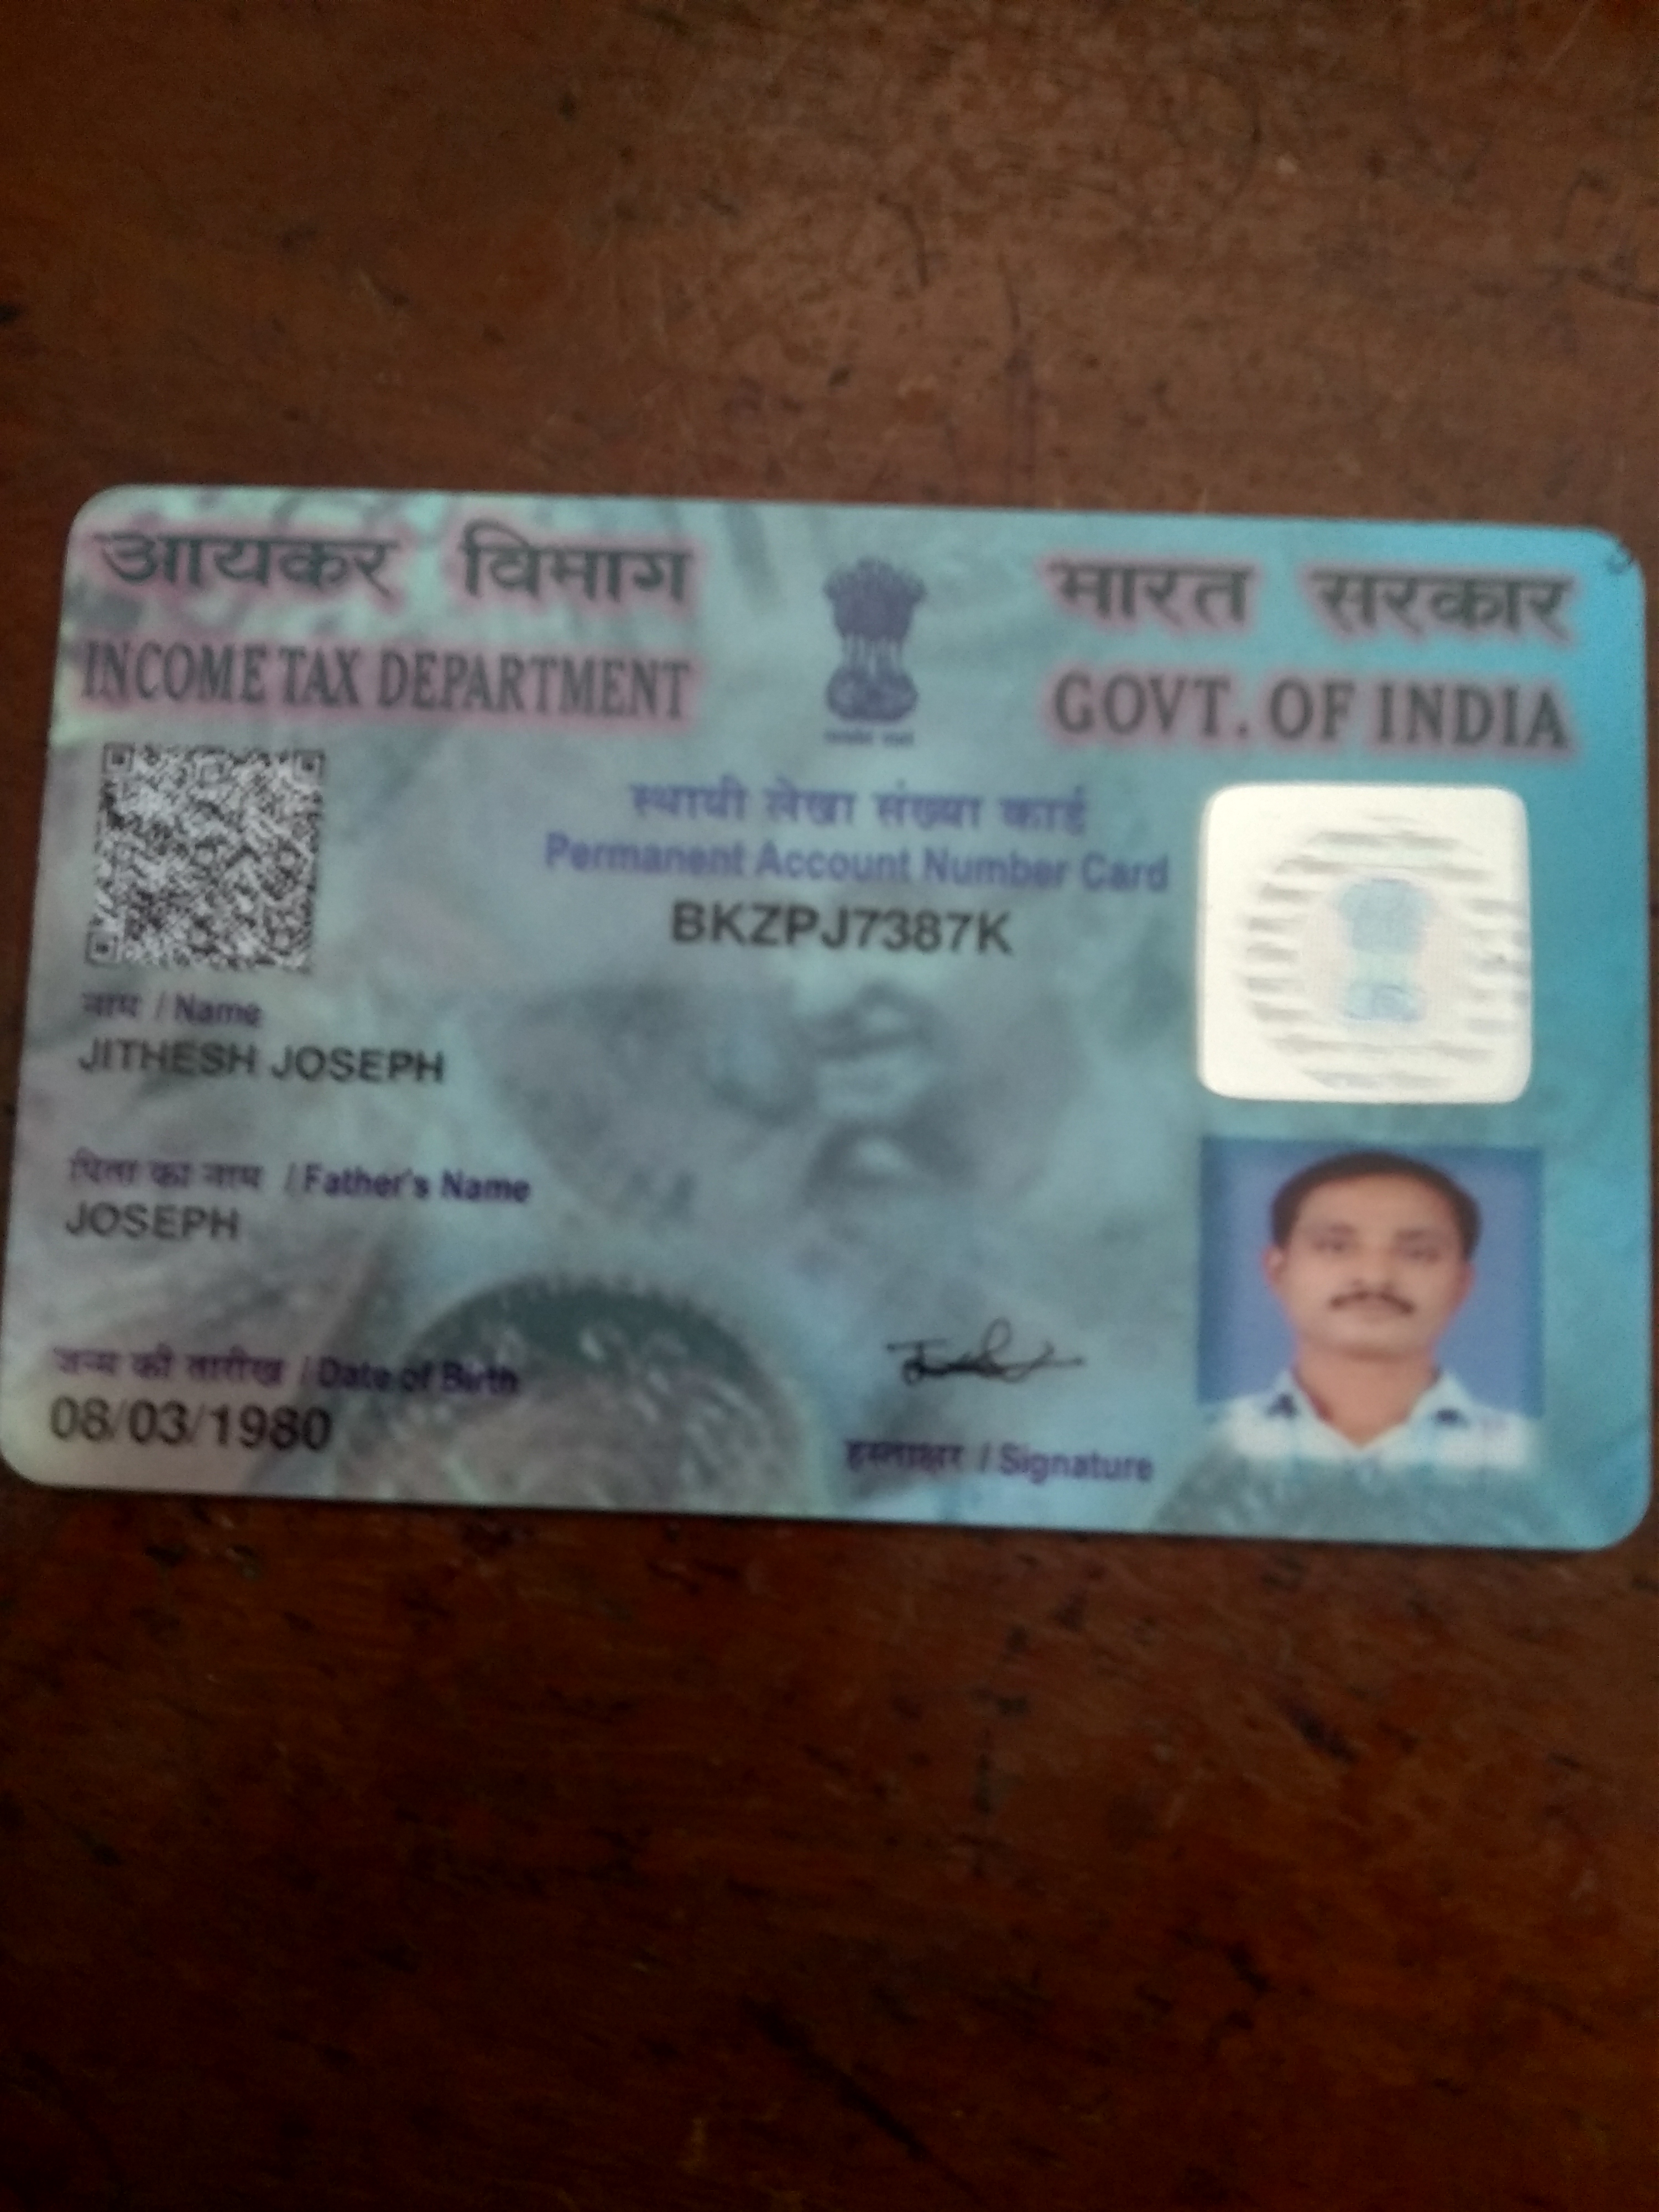 आयकर विभाग
INCOME TAX DEPARTMENT
भारत सरकार
GOVT. OF INDIA
स्थायी लेखा संख्या कार्ड
Permanent Account Number Card
BKZPJ7387K
नाम / Name
JITHESH JOSEPH
पिता का नाम / Father's Name
JOSEPH
जन्म की तारीख / Date of Birth
08/03/1980
हस्ताक्षर / Signature